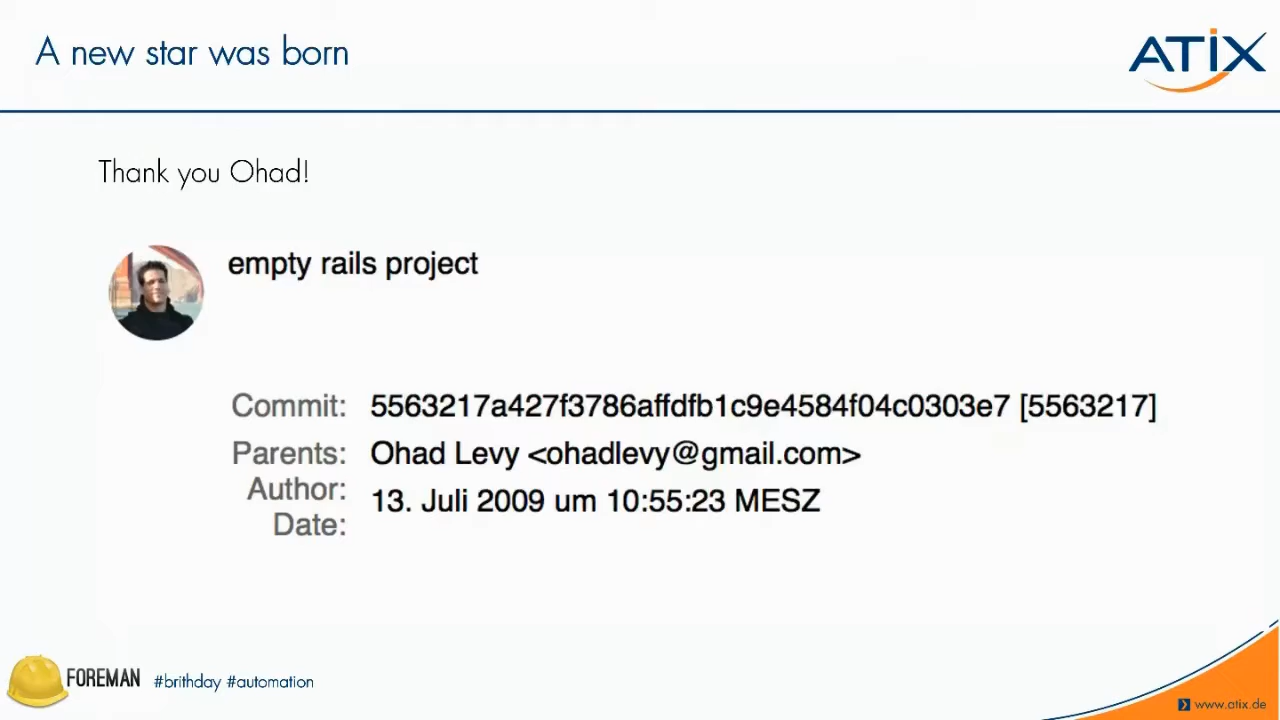 A new star was born
ATIX
Thank you Ohad!
empty rails project
Commit: 5563217a427f3786affdfb1c9e4584f04c0303e7 [5563217]
Parents: Ohad Levy <ohadlevy@gmail.com>
Author:
13. Juli 2009 um 10:55:23 MESZ
Date:
FOREMAN #brithday #automation
www.atix.de